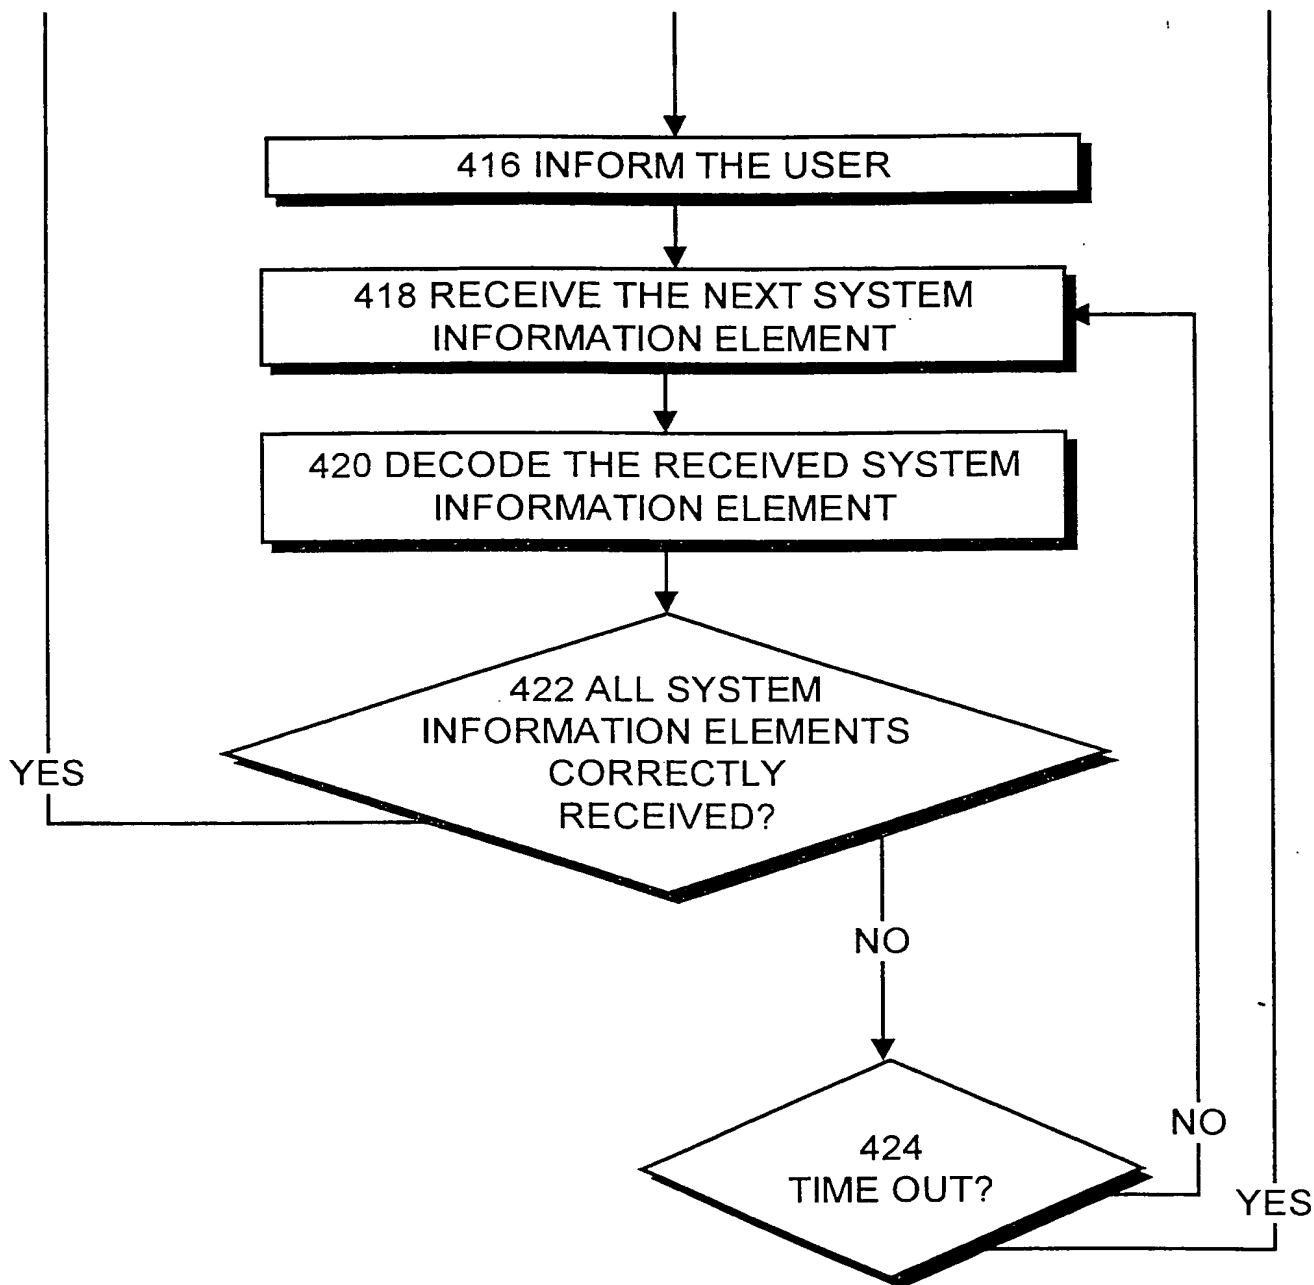 416 INFORM THE USER
418 RECEIVE THE NEXT SYSTEM
INFORMATION ELEMENT
420 DECODE THE RECEIVED SYSTEM
INFORMATION ELEMENT
422 ALL SYSTEM
INFORMATION ELEMENTS
CORRECTLY
RECEIVED?
YES
NO
424
TIME OUT?
NO
YES